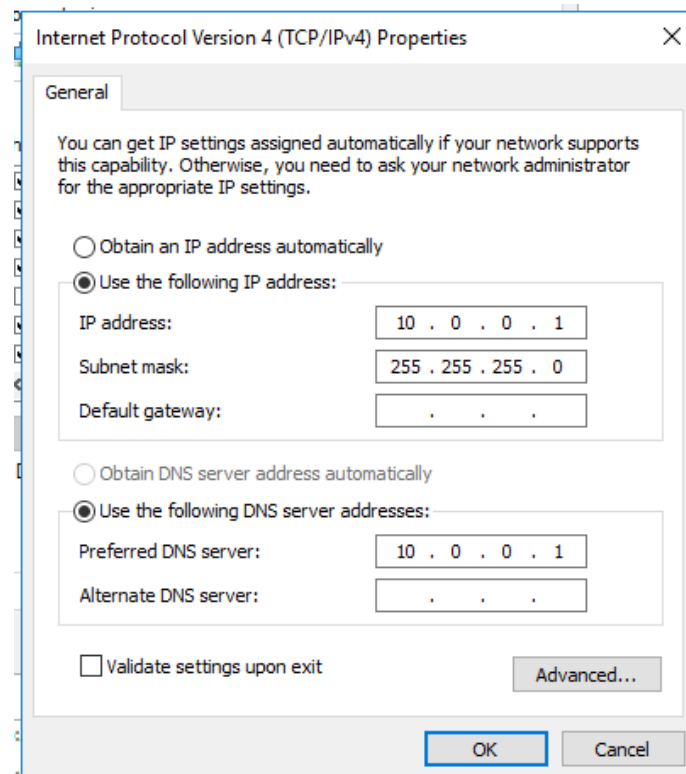 Internet Protocol Version 4 (TCP/IPv4) Properties
General
You can get IP settings assigned automatically if your network supports
this capability. Otherwise, you need to ask your network administrator
for the appropriate IP settings.
Obtain an IP address automatically
Use the following IP address:
IP address: 10 . 0 . 0 . 1
Subnet mask: 255 . 255 . 255 . 0
Default gateway: . . .
Obtain DNS server address automatically
Use the following DNS server addresses:
Preferred DNS server: 10 . 0 . 0 . 1
Alternate DNS server: . . .
Validate settings upon exit
Advanced...
OK Cancel